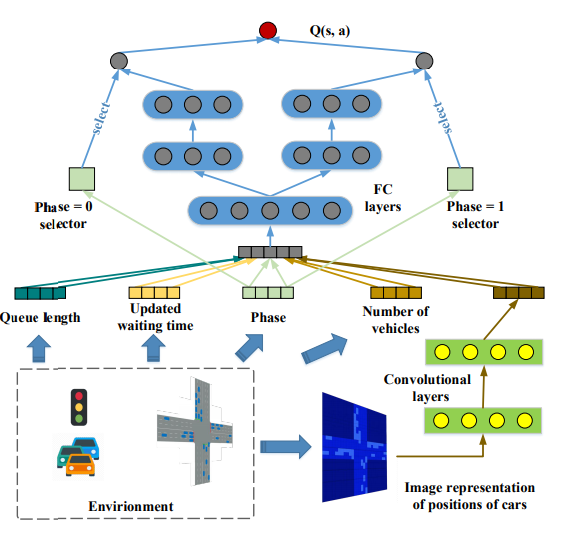 Q(s, a)
select
select
Phase = 0
selector
FC
layers
Phase = 1
selector
Queue length
Updated
waiting time
Phase
Number of
vehicles
Convolutional
layers
Envirionment
Image representation
of positions of cars